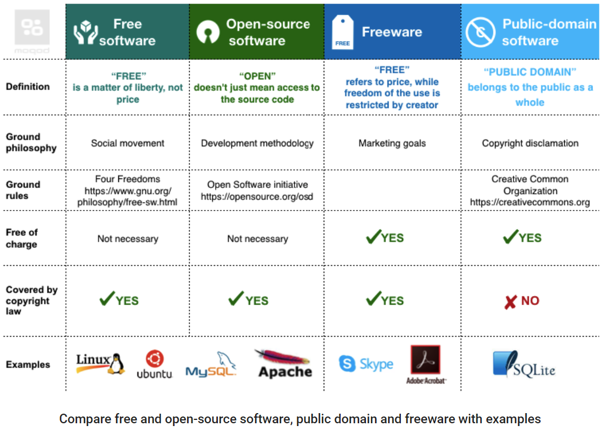 moqod
Free software
Open-source software
Freeware
FREE
Public-domain software
Definition
“FREE”
is a matter of liberty, not
price
“OPEN”
doesn't just mean access to
the source code
“FREE”
refers to price, while
freedom of the use is
restricted by creator
“PUBLIC DOMAIN”
belongs to the public as a
whole
Ground
philosophy
Social movement
Development methodology
Marketing goals
Copyright disclamation
Ground
rules
Four Freedoms
https://www.gnu.org/
philosophy/free-sw.html
Open Software initiative
https://opensource.org/osd
Creative Common
Organization
https://creativecommons.org
Free of
charge
Not necessary
Not necessary
YES
YES
Covered by
copyright
law
YES
YES
YES
NO
Examples
Linux
ubuntu
MySQL
Apache
Skype
Adobe Acrobat
SQLite
Compare free and open-source software, public domain and freeware with examples